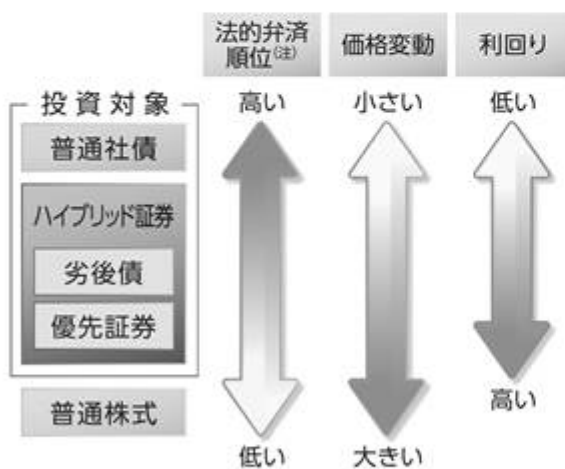 法的弁済
順位(注)
価格変動
利回り
投資対象
高い
小さい
低い
普通社債
ハイブリッド証券
劣後債
優先証券
普通株式
高い
低い
大きい